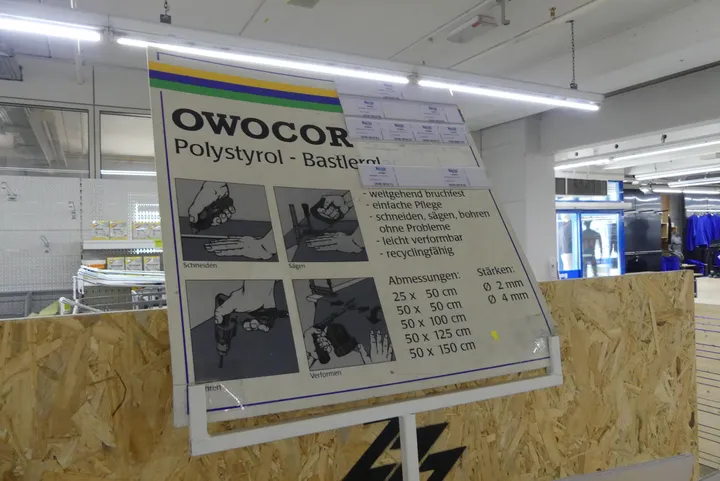 OWOCOR
Polystyrol - Bastlergl
- weitgehend bruchfest
- einfache Pflege
- schneiden, sägen, bohren
ohne Probleme
- leicht verformbar
- recyclingfähig
Schneiden
Sägen
Verformen
Abmessungen:
25 x 50 cm
50 x 50 cm
50 x 100 cm
50 x 125 cm
50 x 150 cm
Stärken:
Ø 2 mm
Ø 4 mm